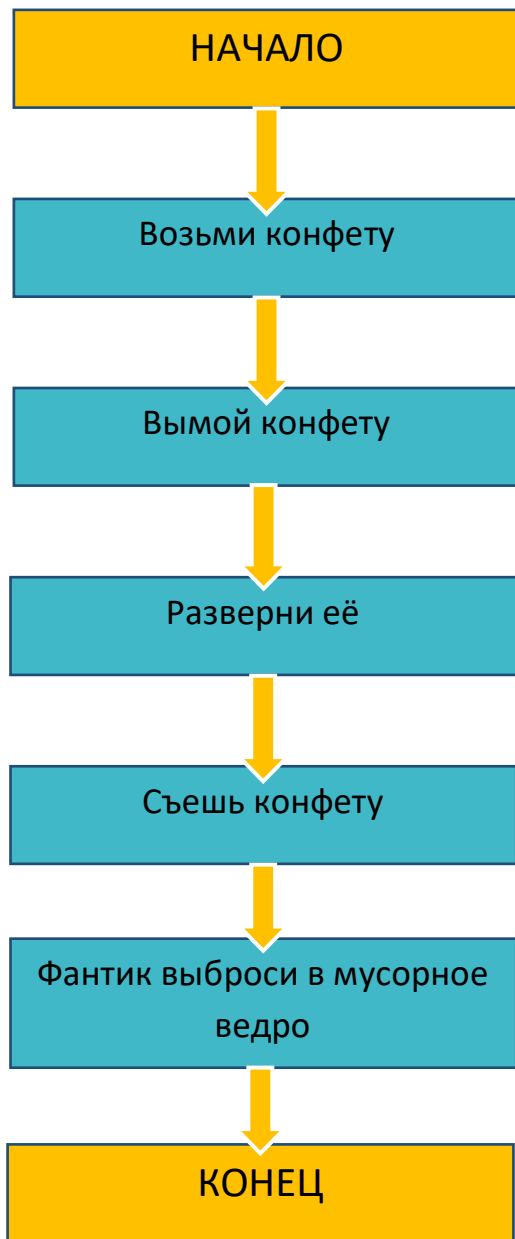 НАЧАЛО
Возьми конфету
Вымой конфету
Разверни её
Съешь конфету
Фантик выброси в мусорное
ведро
КОНЕЦ